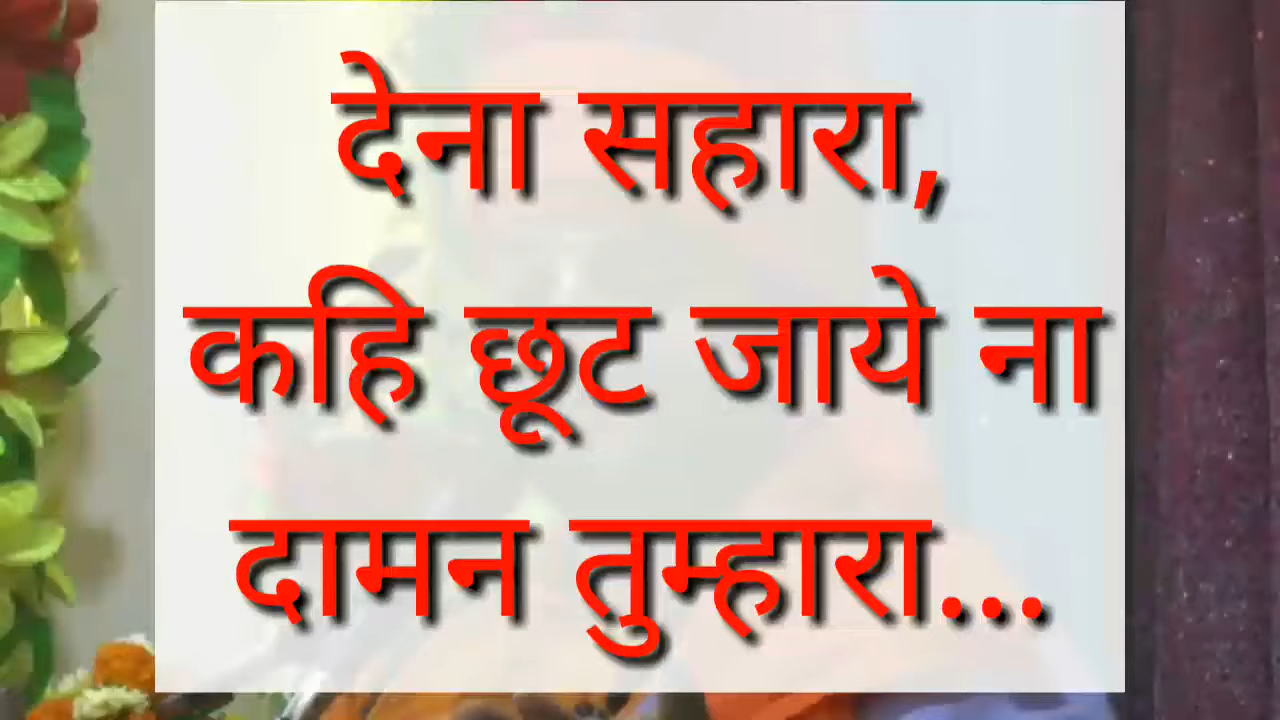 देना सहारा,
कहि छूट जाये ना
दामन तुम्हारा...